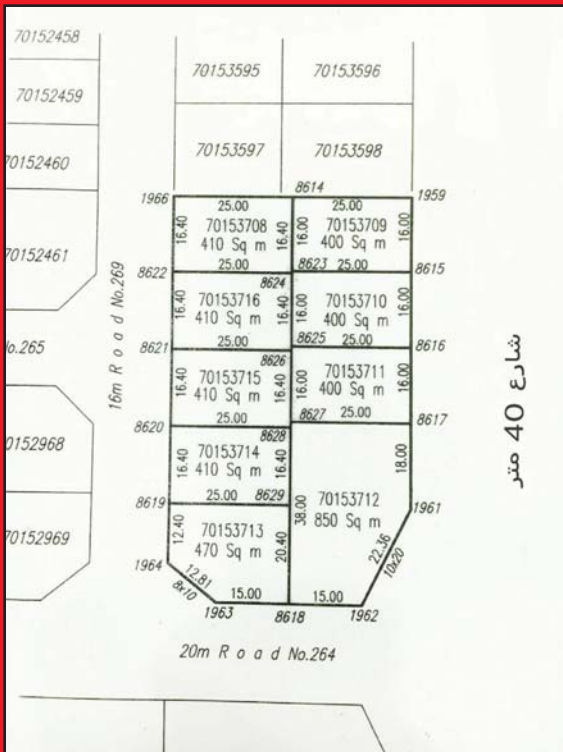 70152458
70153595 70153596
70152459
70153597 70153598
70152460
8614
1966 25.00 25.00 1959
16.40 70153708 16.40 16.00 70153709 16.00
410 Sq m 400 Sq m
70152461
8622 25.00 8623 25.00 8615
8624
16.40 70153716 16.40 16.00 70153710 16.00
410 Sq m 400 Sq m
16m Road No.269
8621 25.00 8625 25.00 8616
No.265
8626
16.40 70153715 16.40 16.00 70153711 16.00
410 Sq m 400 Sq m
شارع 40 متر
8620 25.00 8627 25.00 8617
8628
70152968
16.40 70153714 16.40 18.00
410 Sq m
8619 25.00 8629
38.00 70153712
850 Sq m
1961
70152969
12.40 70153713 20.40
470 Sq m
22.36
10x20
1964
12.81
8x10
15.00 15.00
1963 8618 1962
20m Road No.264